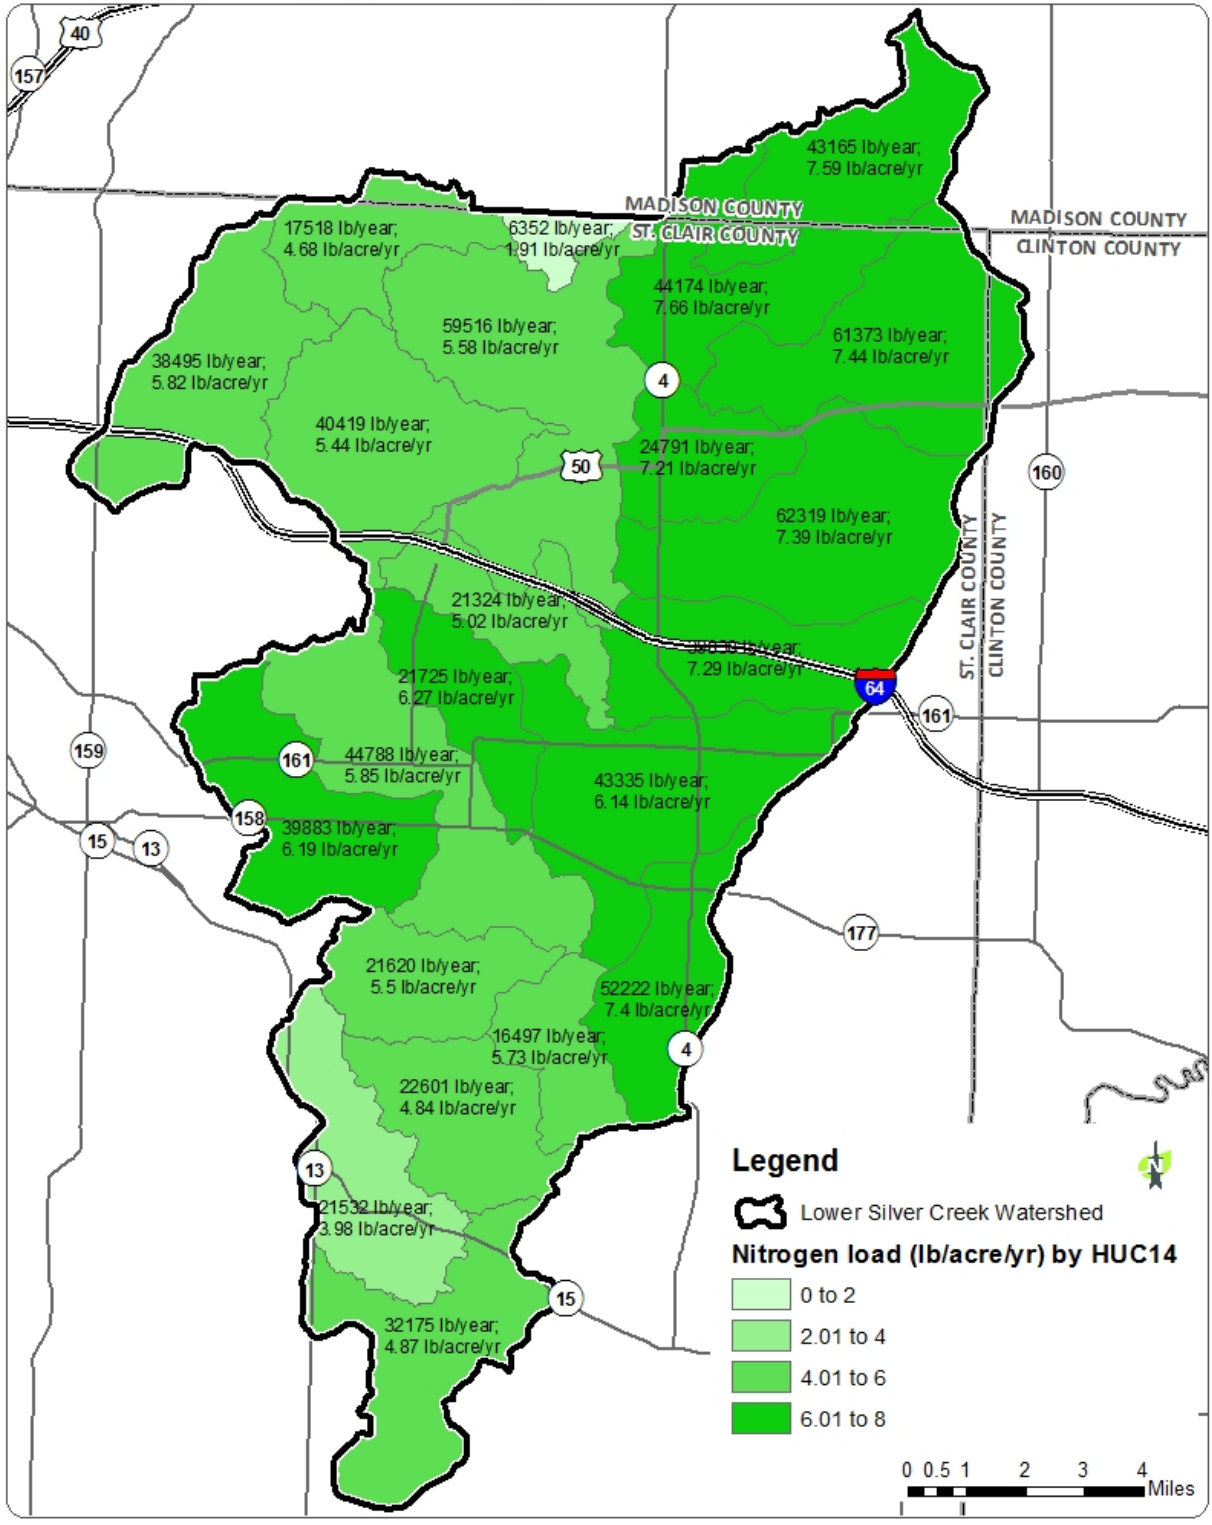 40
157
43165 lb/year;
7.59 lb/acre/yr
MADISON COUNTY
ST. CLAIR COUNTY
MADISON COUNTY
CLINTON COUNTY
17518 lb/year;
4.68 lb/acre/yr
6352 lb/year;
1.91 lb/acre/yr
44174 lb/year;
7.66 lb/acre/yr
59516 lb/year;
5.58 lb/acre/yr
61373 lb/year;
7.44 lb/acre/yr
38495 lb/year;
5.82 lb/acre/yr
4
40419 lb/year;
5.44 lb/acre/yr
24791 lb/year;
7.21 lb/acre/yr
50
160
62319 lb/year;
7.39 lb/acre/yr
ST. CLAIR COUNTY
CLINTON COUNTY
21324 lb/year;
5.02 lb/acre/yr
lb/year;
7.29 lb/acre/yr
21725 lb/year;
6.27 lb/acre/yr
64
161
159
161
44788 lb/year;
5.85 lb/acre/yr
43335 lb/year;
6.14 lb/acre/yr
158
15
13
39883 lb/year;
6.19 lb/acre/yr
177
21620 lb/year;
5.5 lb/acre/yr
52222 lb/year;
7.4 lb/acre/yr
16497 lb/year;
5.73 lb/acre/yr
4
22601 lb/year;
4.84 lb/acre/yr
13
21532 lb/year;
3.98 lb/acre/yr
15
32175 lb/year;
4.87 lb/acre/yr
Legend
N
Lower Silver Creek Watershed
Nitrogen load (lb/acre/yr) by HUC14
0 to 2
2.01 to 4
4.01 to 6
6.01 to 8
0 0.5 1 2 3 4
Miles